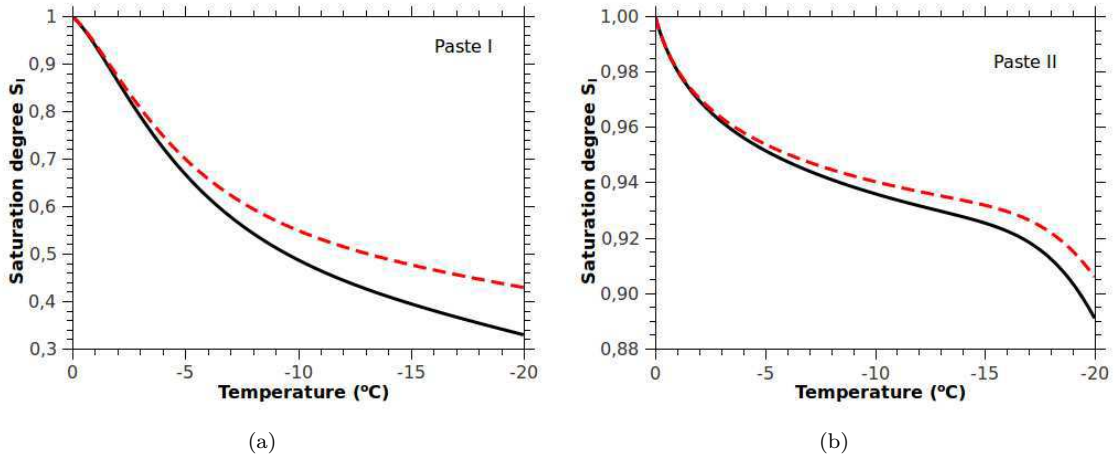 Paste I
Saturation degree Sl
1
0,9
0,8
0,7
0,6
0,5
0,4
0,3
0 -5 -10 -15 -20
Temperature (ºC)
(a)
Paste II
Saturation degree Sl
1,00
0,98
0,96
0,94
0,92
0,90
0,88
0 -5 -10 -15 -20
Temperature (ºC)
(b)